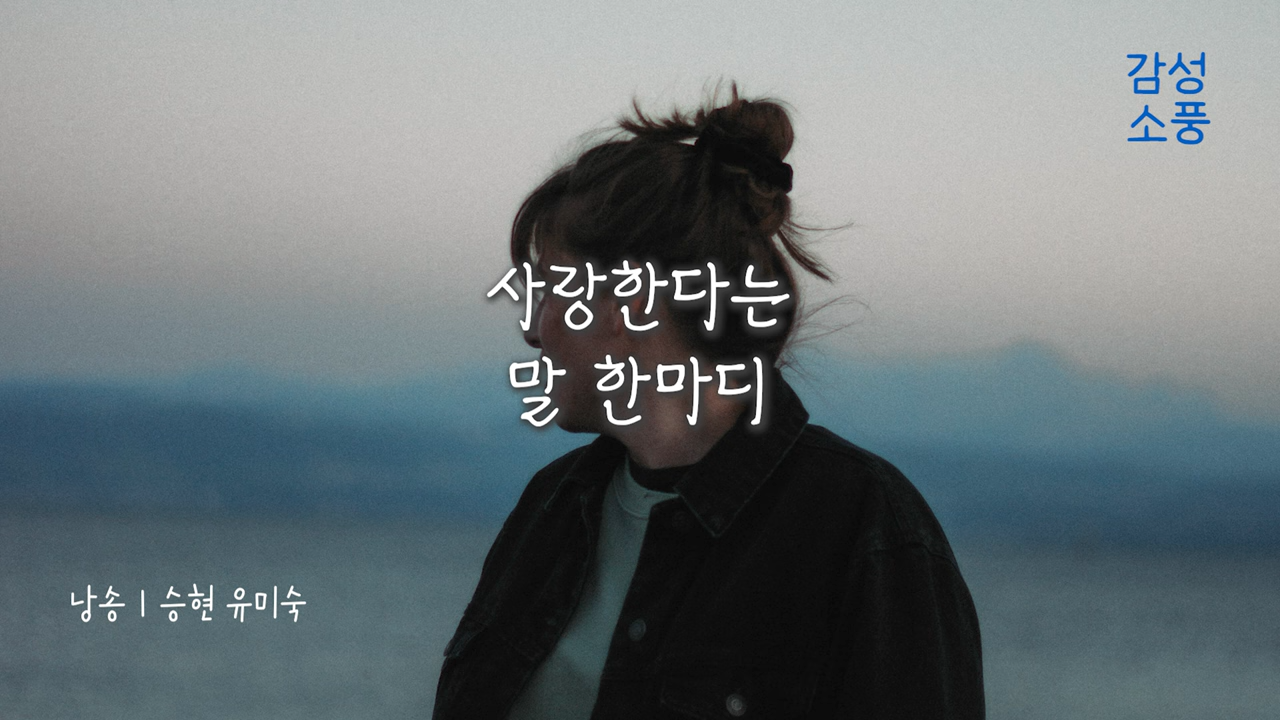 감성
소풍
사랑한다는
말 한마디
낭송 | 승현 유미숙